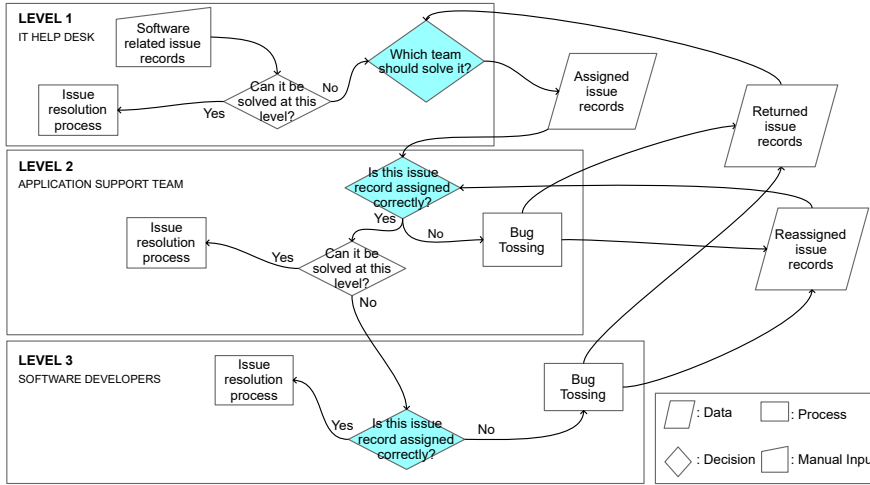 LEVEL 1
IT HELP DESK
Software
related issue
records
Which team
should solve it?
Assigned
issue
records
Can it be
solved at this
level?
No
Yes
Issue
resolution
process
Returned
issue
records
LEVEL 2
APPLICATION SUPPORT TEAM
Is this issue
record assigned
correctly?
Yes
No
Bug
Tossing
Reassigned
issue
records
Issue
resolution
process
Yes
Can it be
solved at this
level?
No
LEVEL 3
SOFTWARE DEVELOPERS
Issue
resolution
process
Yes
Is this issue
record assigned
correctly?
No
Bug
Tossing
: Data
: Process
: Decision
: Manual Input